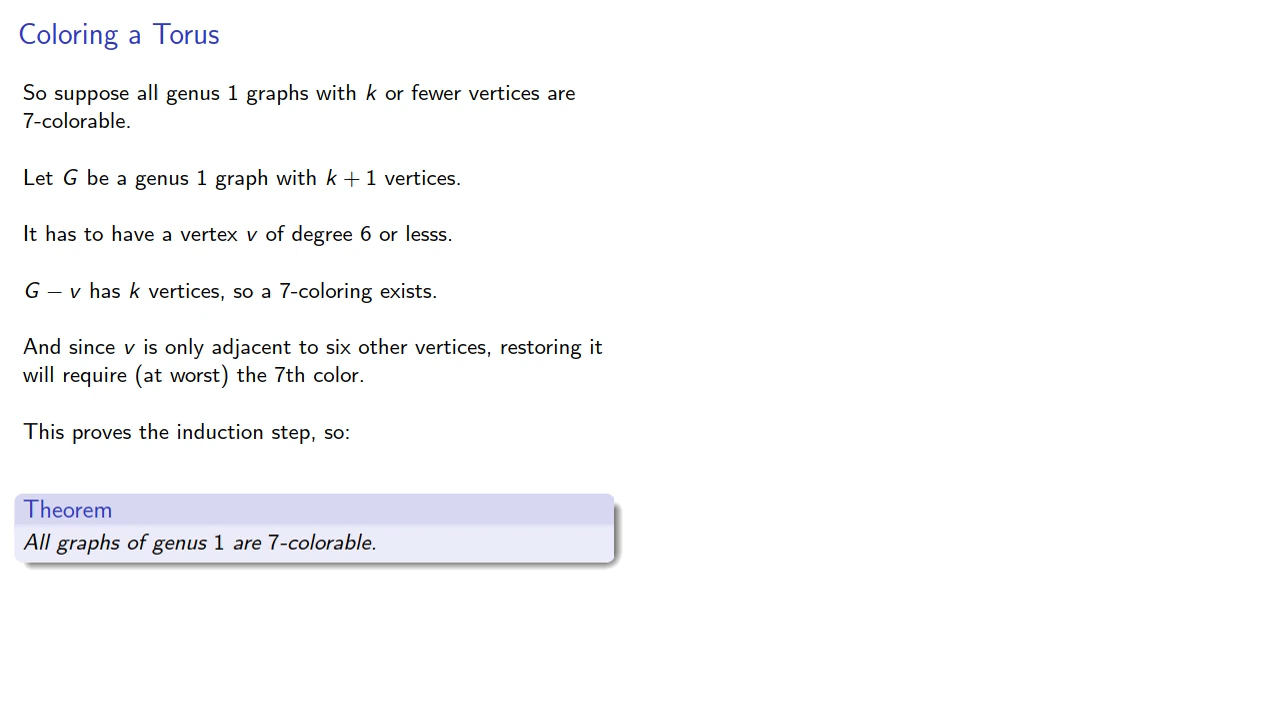 Coloring a Torus
So suppose all genus 1 graphs with k or fewer vertices are
7-colorable.
Let G be a genus 1 graph with k + 1 vertices.
It has to have a vertex v of degree 6 or lesss.
G − v has k vertices, so a 7-coloring exists.
And since v is only adjacent to six other vertices, restoring it
will require (at worst) the 7th color.
This proves the induction step, so:
Theorem
All graphs of genus 1 are 7-colorable.